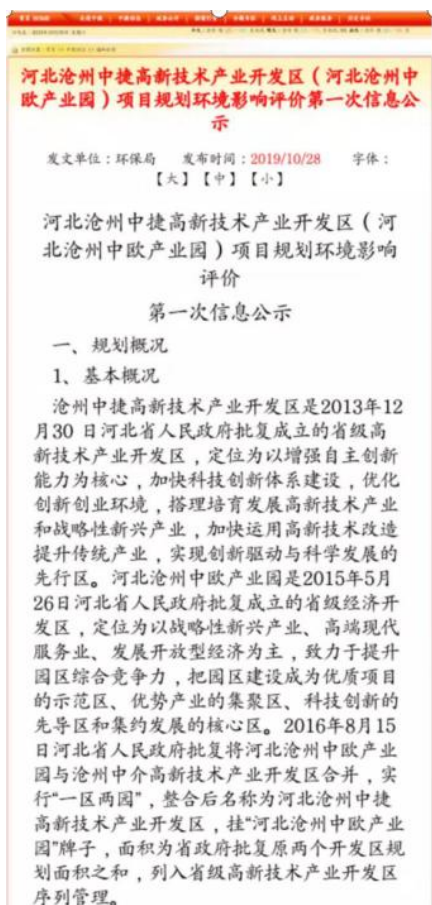 河北沧州中捷高新技术产业开发区（河北沧州中
欧产业园）项目规划环境影响评价第一次信息公
示
发文单位：环保局 发布时间：2019/10/28 字体：
【大】【中】【小】
河北沧州中捷高新技术产业开发区（河
北沧州中欧产业园）项目规划环境影响
评价
第一次信息公示
一、规划概况
1、基本概况
沧州中捷高新技术产业开发区是2013年12
月30 日河北省人民政府批复成立的省级高
新技术产业开发区，定位为以增强自主创新
能力为核心，加快科技创新体系建设，优化
创新创业环境，搭理培育发展高新技术产业
和战略性新兴产业，加快运用高新技术改造
提升传统产业，实现创新驱动与科学发展的
先行区。河北沧州中欧产业园是2015年5月
26日河北省人民政府批复成立的省级经济开
发区，定位为以战略性新兴产业、高端现代
服务业、发展开放型经济为主，致力于提升
园区综合竞争力，把园区建设成为优质项目
的示范区、优势产业的集聚区、科技创新的
先导区和集约发展的核心区。2016年8月15
日河北省人民政府批复将河北沧州中欧产业
园与沧州中介高新技术产业开发区合并，实
行“一区两园”，整合后名称为河北沧州中捷
高新技术产业开发区，挂“河北沧州中欧产业
园”牌子，面积为省政府批复原两个开发区规
划面积之和，列入省级高新技术产业开发区
序列管理。